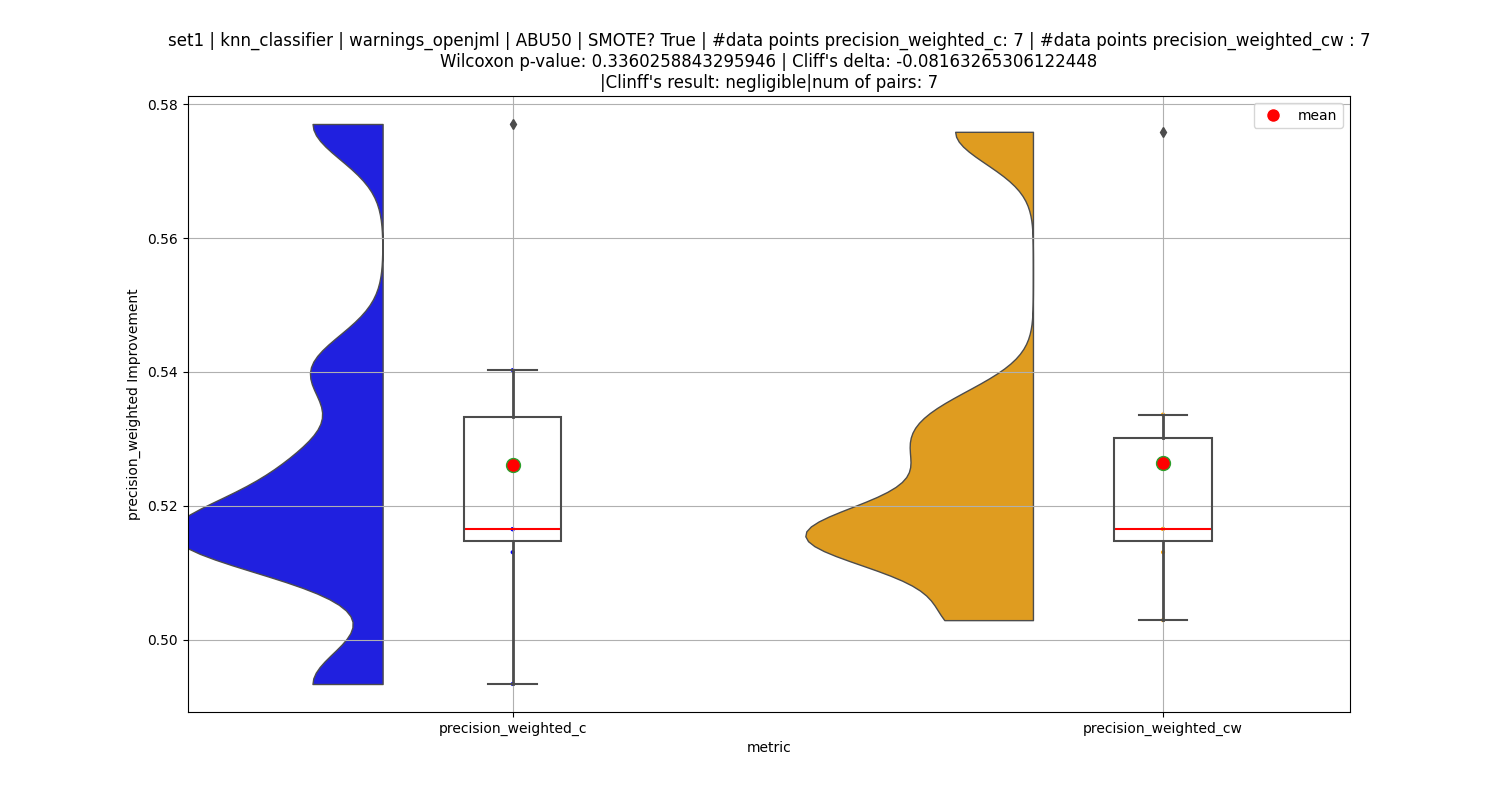 set1 | knn_classifier | warnings_openjml | ABU50 | SMOTE? True | #data points precision_weighted_c: 7 | #data points precision_weighted_cw : 7
Wilcoxon p-value: 0.3360258843295946 | Cliff's delta: -0.08163265306122448
|Clinff's result: negligible|num of pairs: 7
mean
0.58
0.56
0.54
0.52
0.50
precision_weighted Improvement
precision_weighted_c
precision_weighted_cw
metric